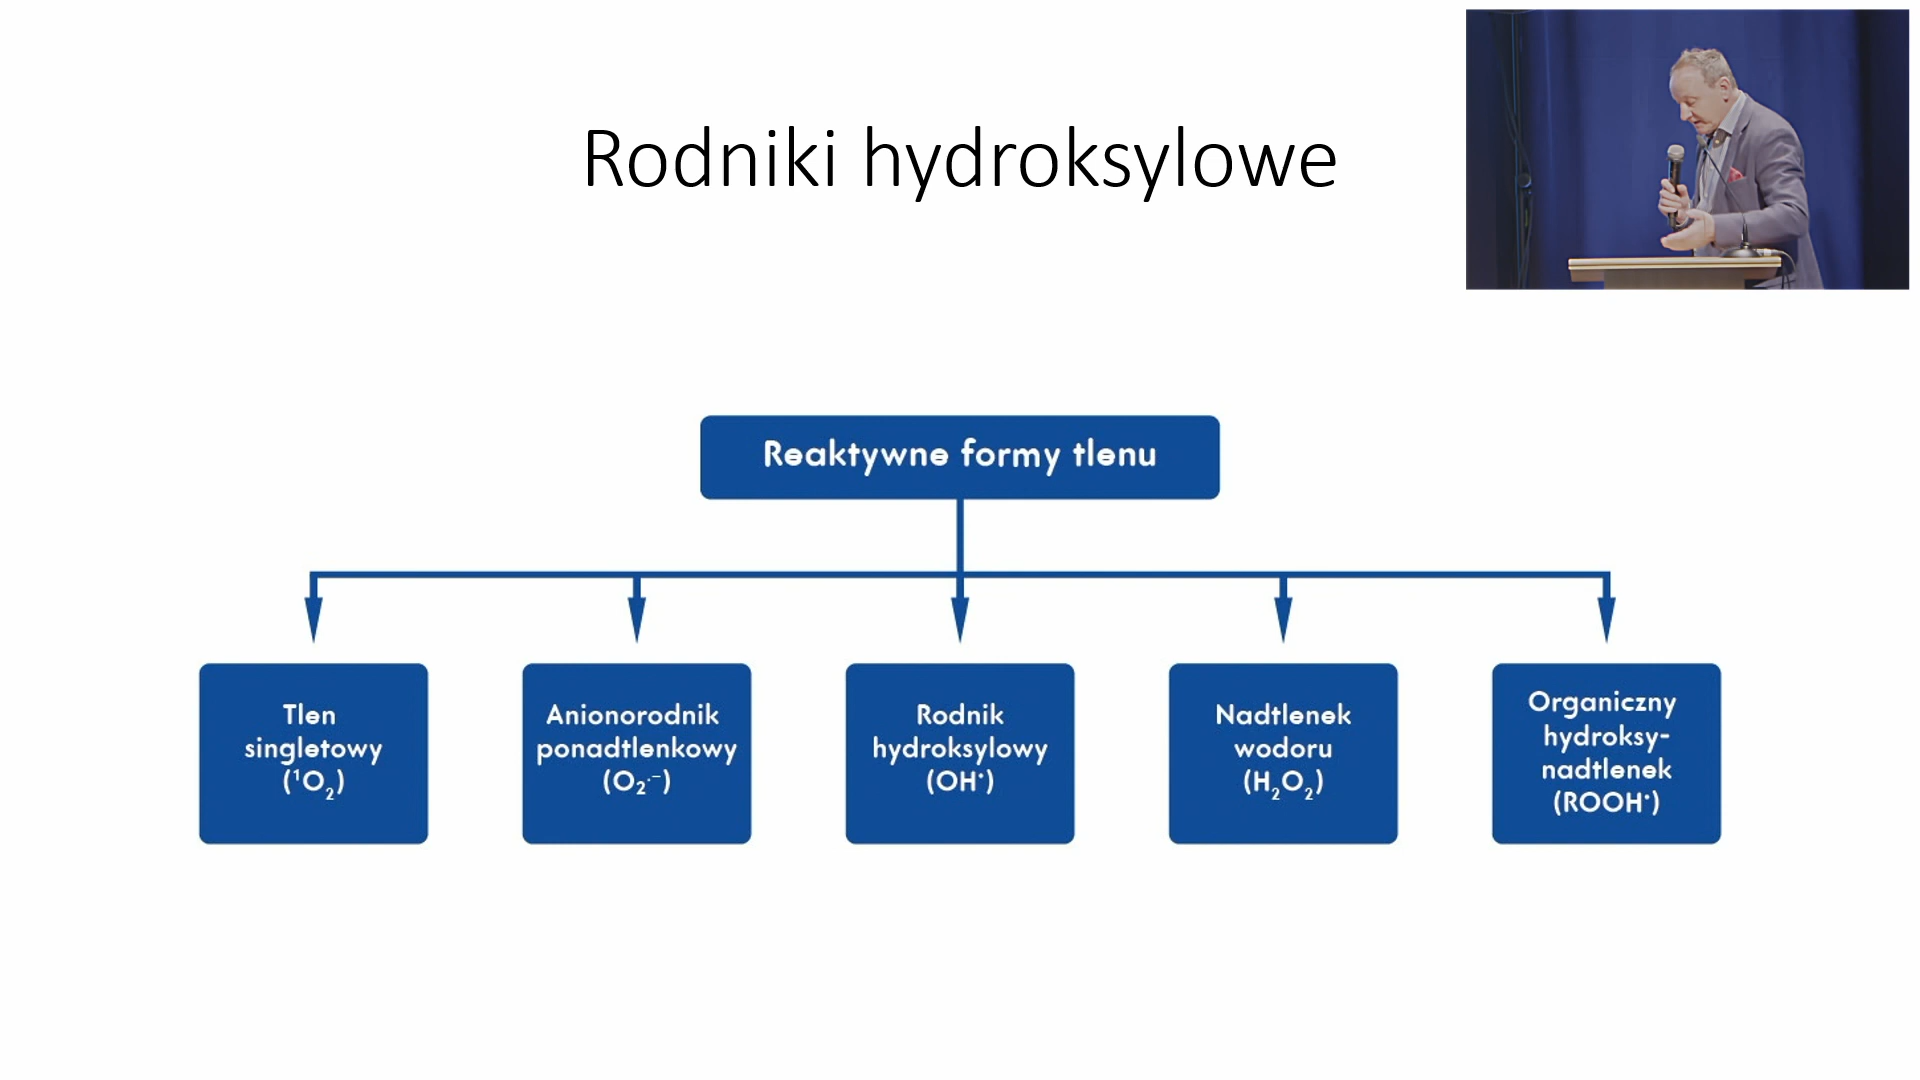 Rodniki hydroksylowe
Reaktywne formy tlenu
Tlen
singletowy
(¹O₂)
Anionorodnik
ponadtlenkowy
(O₂·⁻)
Rodnik
hydroksylowy
(OH·)
Nadtlenek
wodoru
(H₂O₂)
Organiczny
hydroksy-
nadtlenek
(ROOH·)